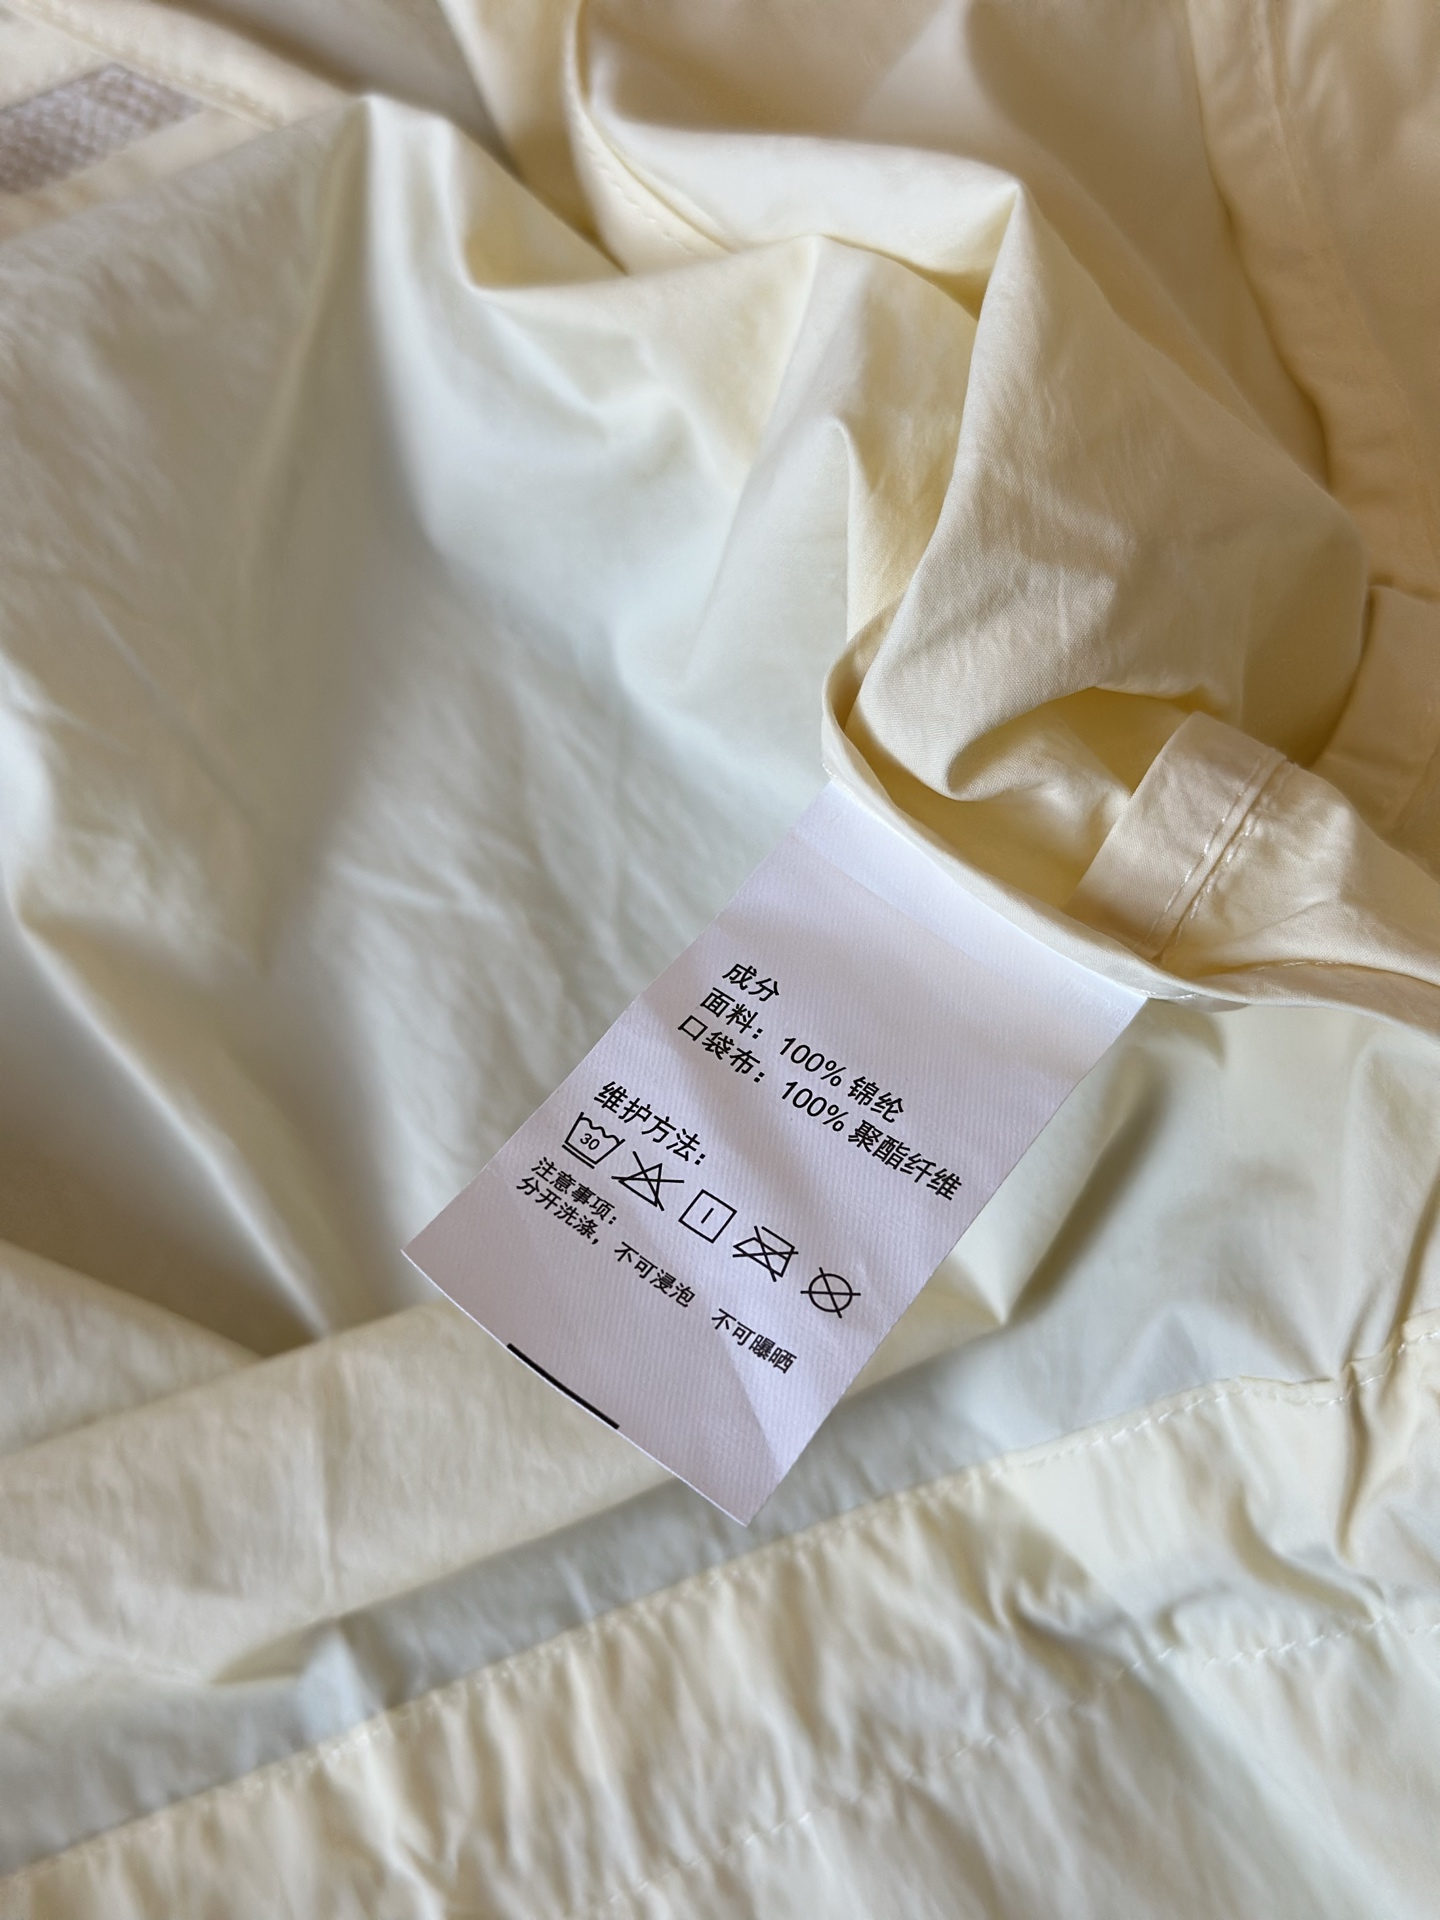 成分
面料：100% 锦纶
口袋布：100% 聚酯纤维
维护方法：
30
注意事项：
分开洗涤，不可浸泡 不可曝晒